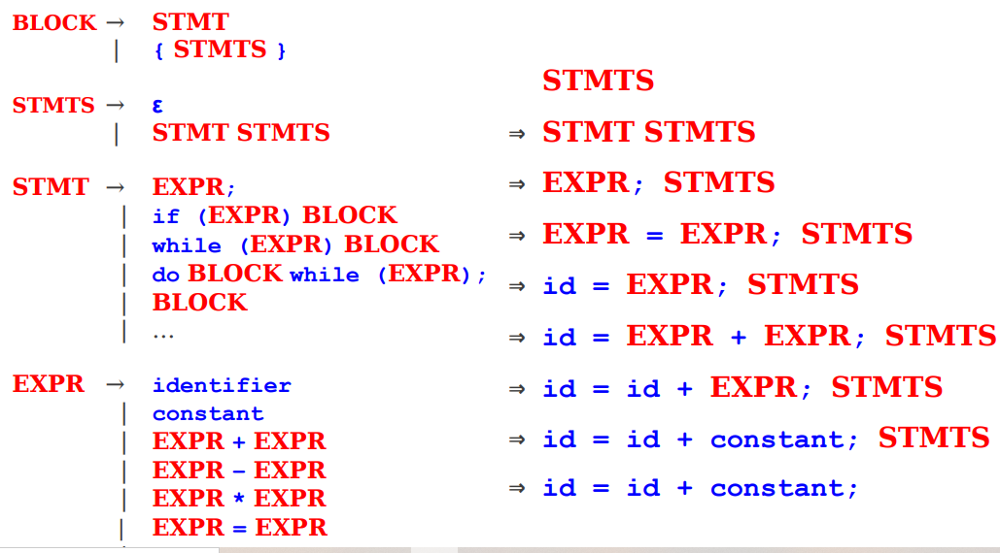 BLOCK → STMT
| { STMTS }
STMTS → ε
| STMT STMTS
STMT → EXPR;
| if (EXPR) BLOCK
| while (EXPR) BLOCK
| do BLOCK while (EXPR);
| BLOCK
| ...
EXPR → identifier
| constant
| EXPR + EXPR
| EXPR – EXPR
| EXPR * EXPR
| EXPR = EXPR
STMTS
⇒ STMT STMTS
⇒ EXPR; STMTS
⇒ EXPR = EXPR; STMTS
⇒ id = EXPR; STMTS
⇒ id = EXPR + EXPR; STMTS
⇒ id = id + EXPR; STMTS
⇒ id = id + constant; STMTS
⇒ id = id + constant;